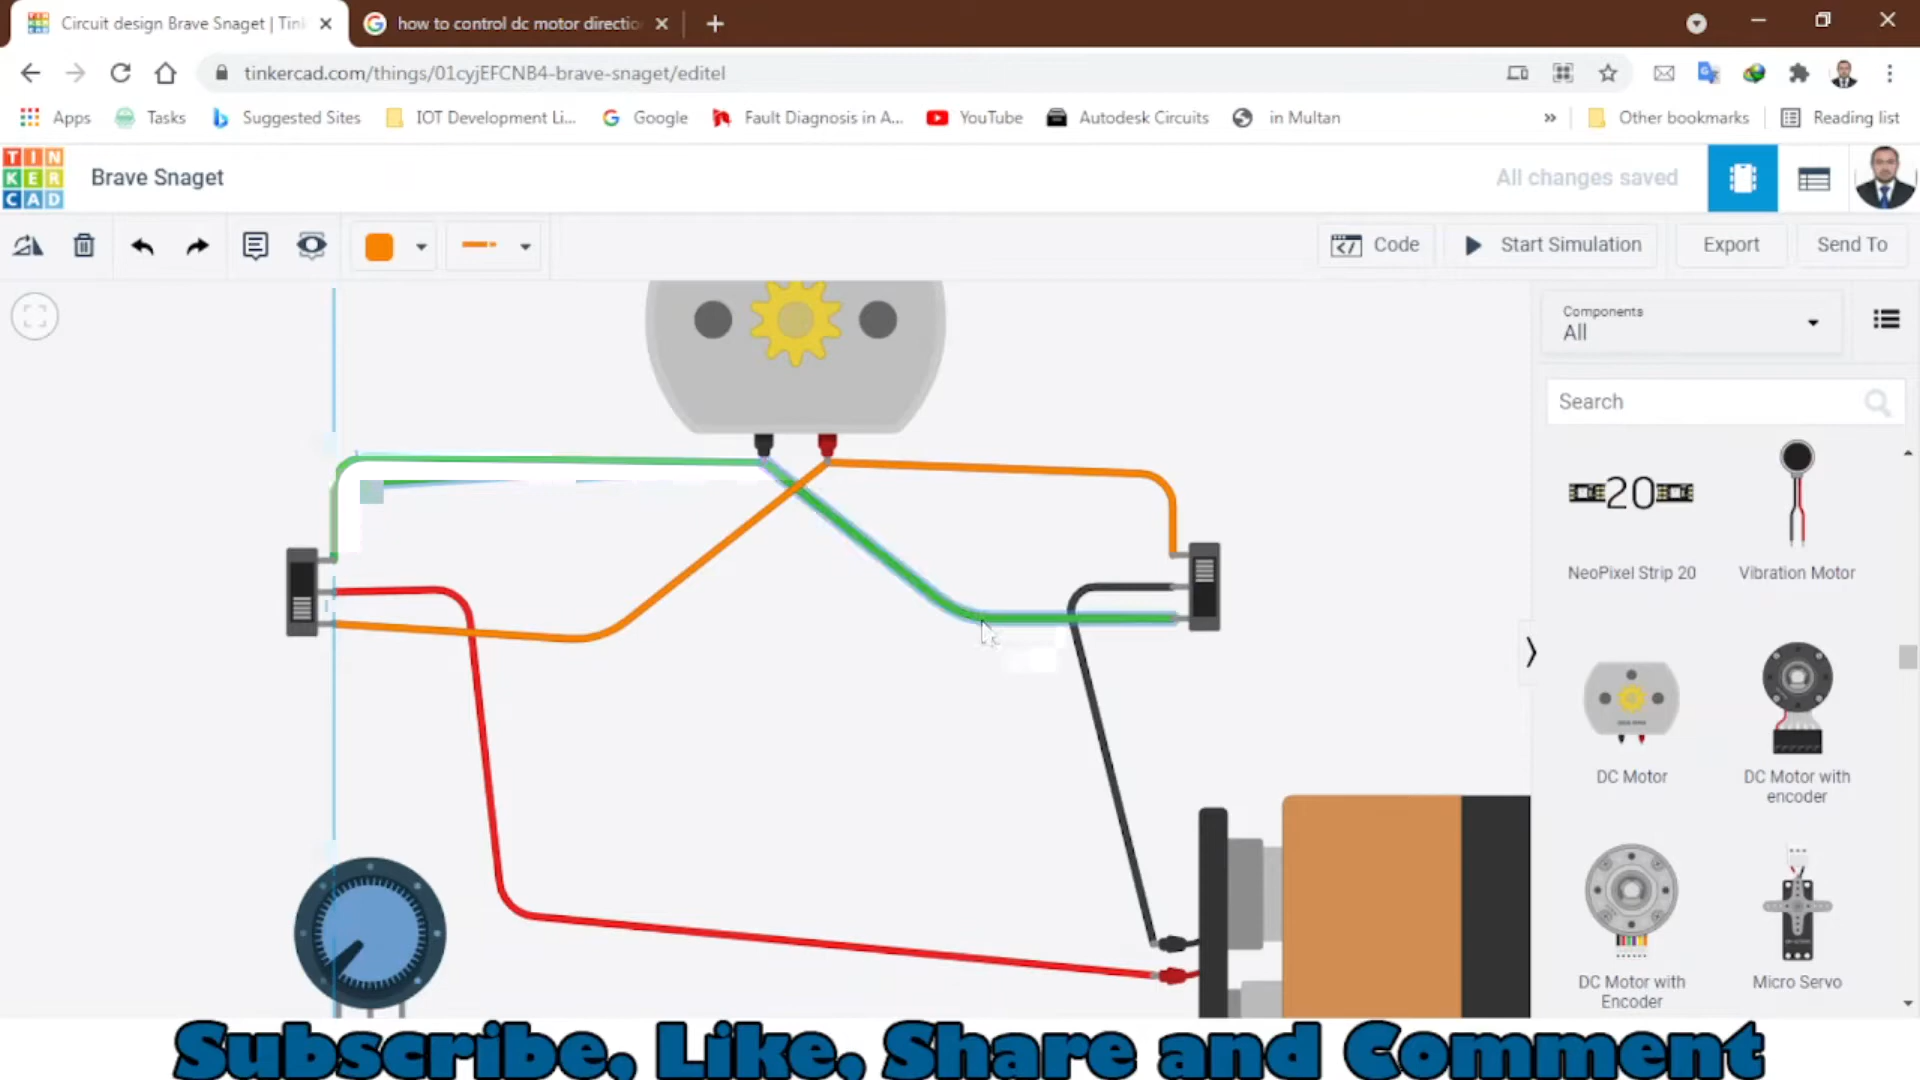 Circuit design Brave Snaget | Tin
how to control dc motor directio
tinkercad.com/things/01cyjEFCNB4-brave-snaget/editel
Apps
Tasks
Suggested Sites
IOT Development Li...
Google
Fault Diagnosis in A...
YouTube
Autodesk Circuits
in Multan
»
Other bookmarks
Reading list
TIN
KER
CAD
Brave Snaget
All changes saved
Code
Start Simulation
Export
Send To
Components
All
Search
20
NeoPixel Strip 20
Vibration Motor
DC Motor
DC Motor with
encoder
DC Motor with
Encoder
Micro Servo
Subscribe, Like, Share and Comment